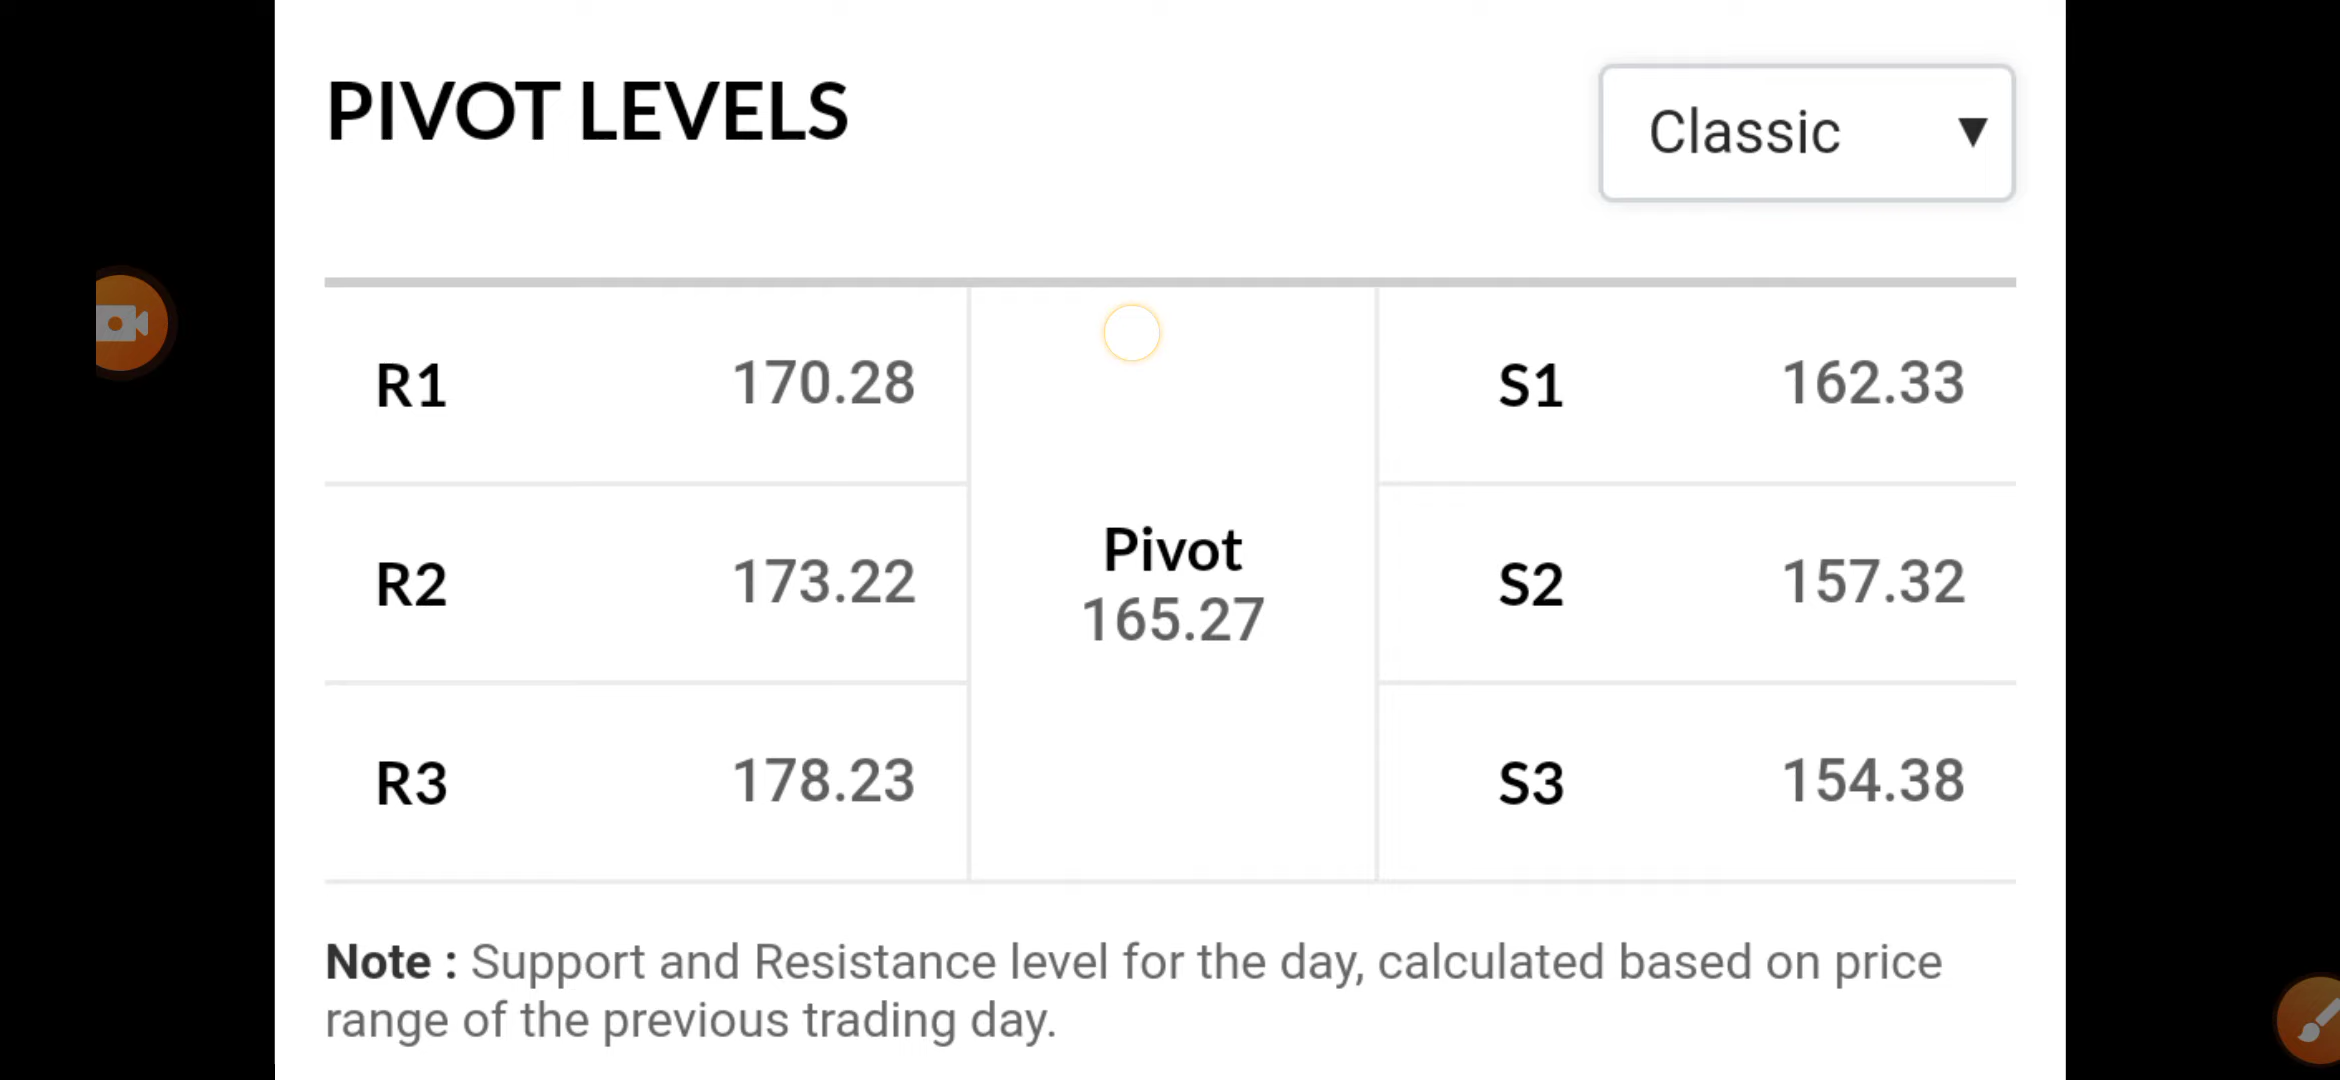 PIVOT LEVELS
Classic ▼
R1 170.28
S1 162.33
R2 173.22
Pivot
165.27
S2 157.32
R3 178.23
S3 154.38
Note : Support and Resistance level for the day, calculated based on price
range of the previous trading day.